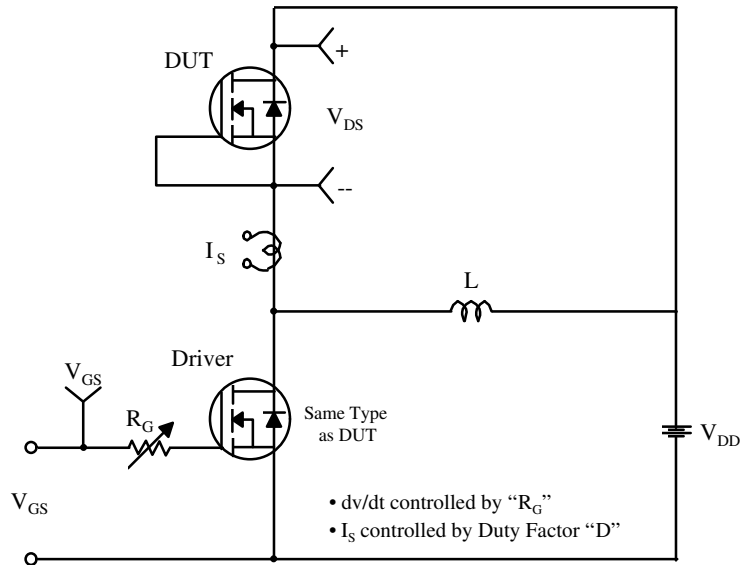 DUT
+
V_DS
--
I_S
L
Driver
V_GS
R_G
Same Type
as DUT
V_DD
V_GS
• dv/dt controlled by “R_G”
• I_S controlled by Duty Factor “D”